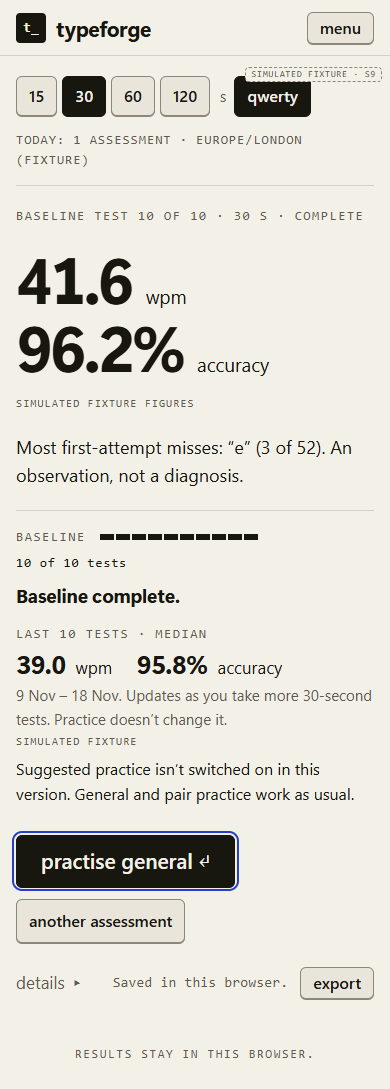 t_ typeforge menu
SIMULATED FIXTURE · S9
15 30 60 120 s qwerty
TODAY: 1 ASSESSMENT · EUROPE/LONDON
(FIXTURE)
BASELINE TEST 10 OF 10 · 30 S · COMPLETE
41.6 wpm
96.2% accuracy
SIMULATED FIXTURE FIGURES
Most first-attempt misses: “e” (3 of 52). An
observation, not a diagnosis.
BASELINE
10 of 10 tests
Baseline complete.
LAST 10 TESTS · MEDIAN
39.0 wpm 95.8% accuracy
9 Nov – 18 Nov. Updates as you take more 30-second
tests. Practice doesn’t change it.
SIMULATED FIXTURE
Suggested practice isn’t switched on in this
version. General and pair practice work as usual.
practise general ↵
another assessment
details ▸ Saved in this browser. export
RESULTS STAY IN THIS BROWSER.